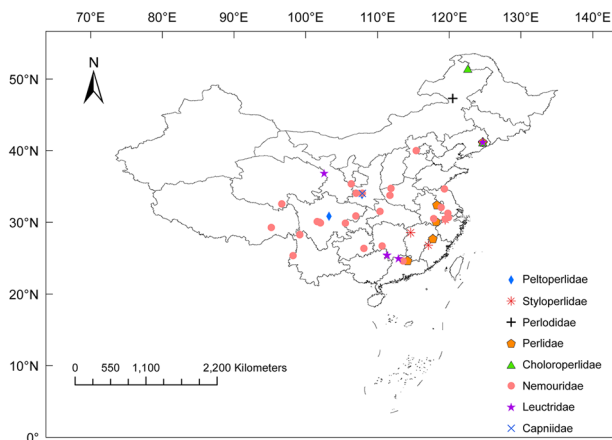 70°E 80°E 90°E 100°E 110°E 120°E 130°E 140°E
N
50°N
40°N
30°N
20°N
10°N
0°
0 550 1,100 2,200 Kilometers
Peltoperlidae
Styloperlidae
Perlodidae
Perlidae
Choloroperlidae
Nemouridae
Leuctridae
Capniidae